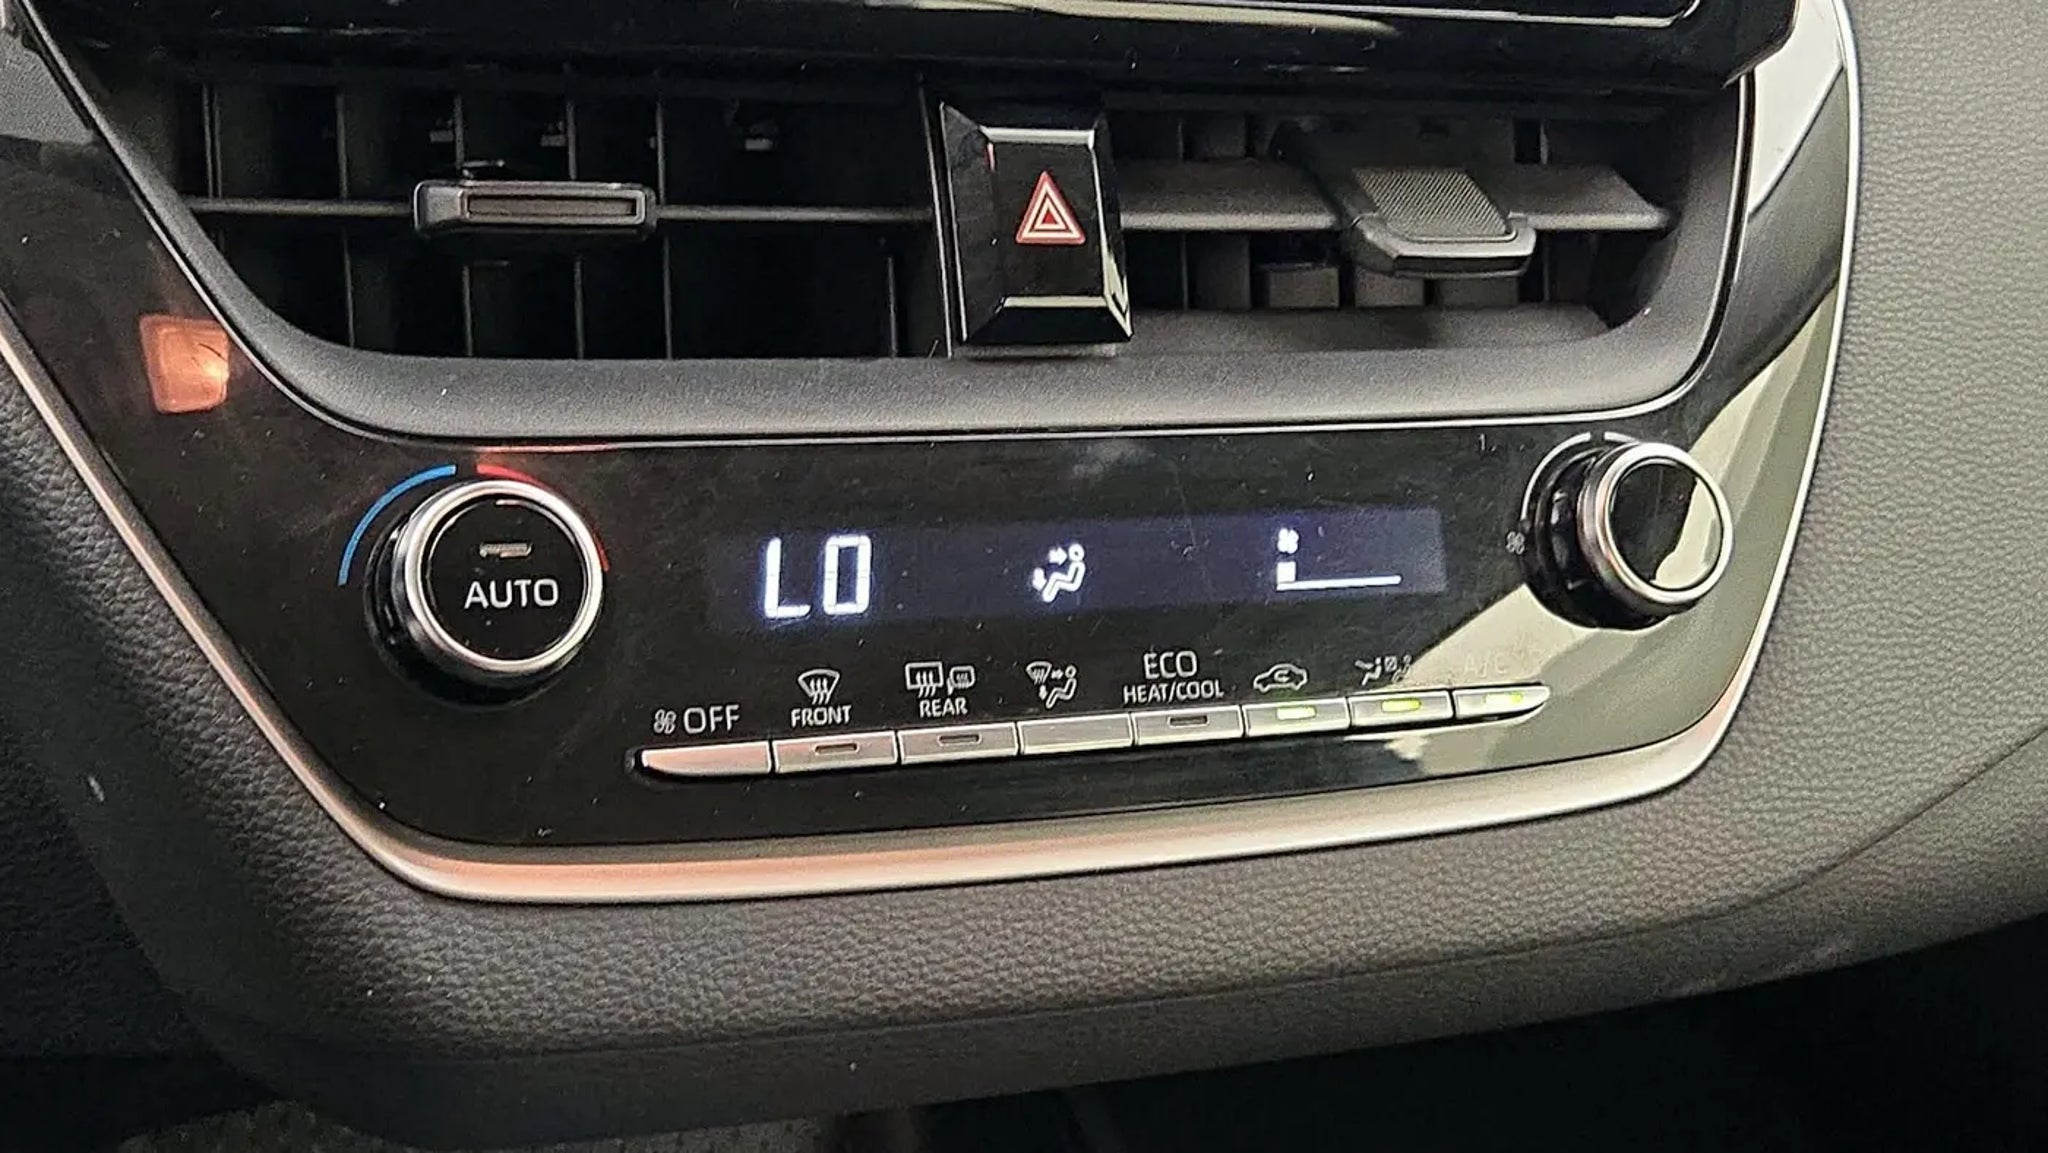 AUTO
LO
OFF
FRONT
REAR
ECO
HEAT/COOL
A/C